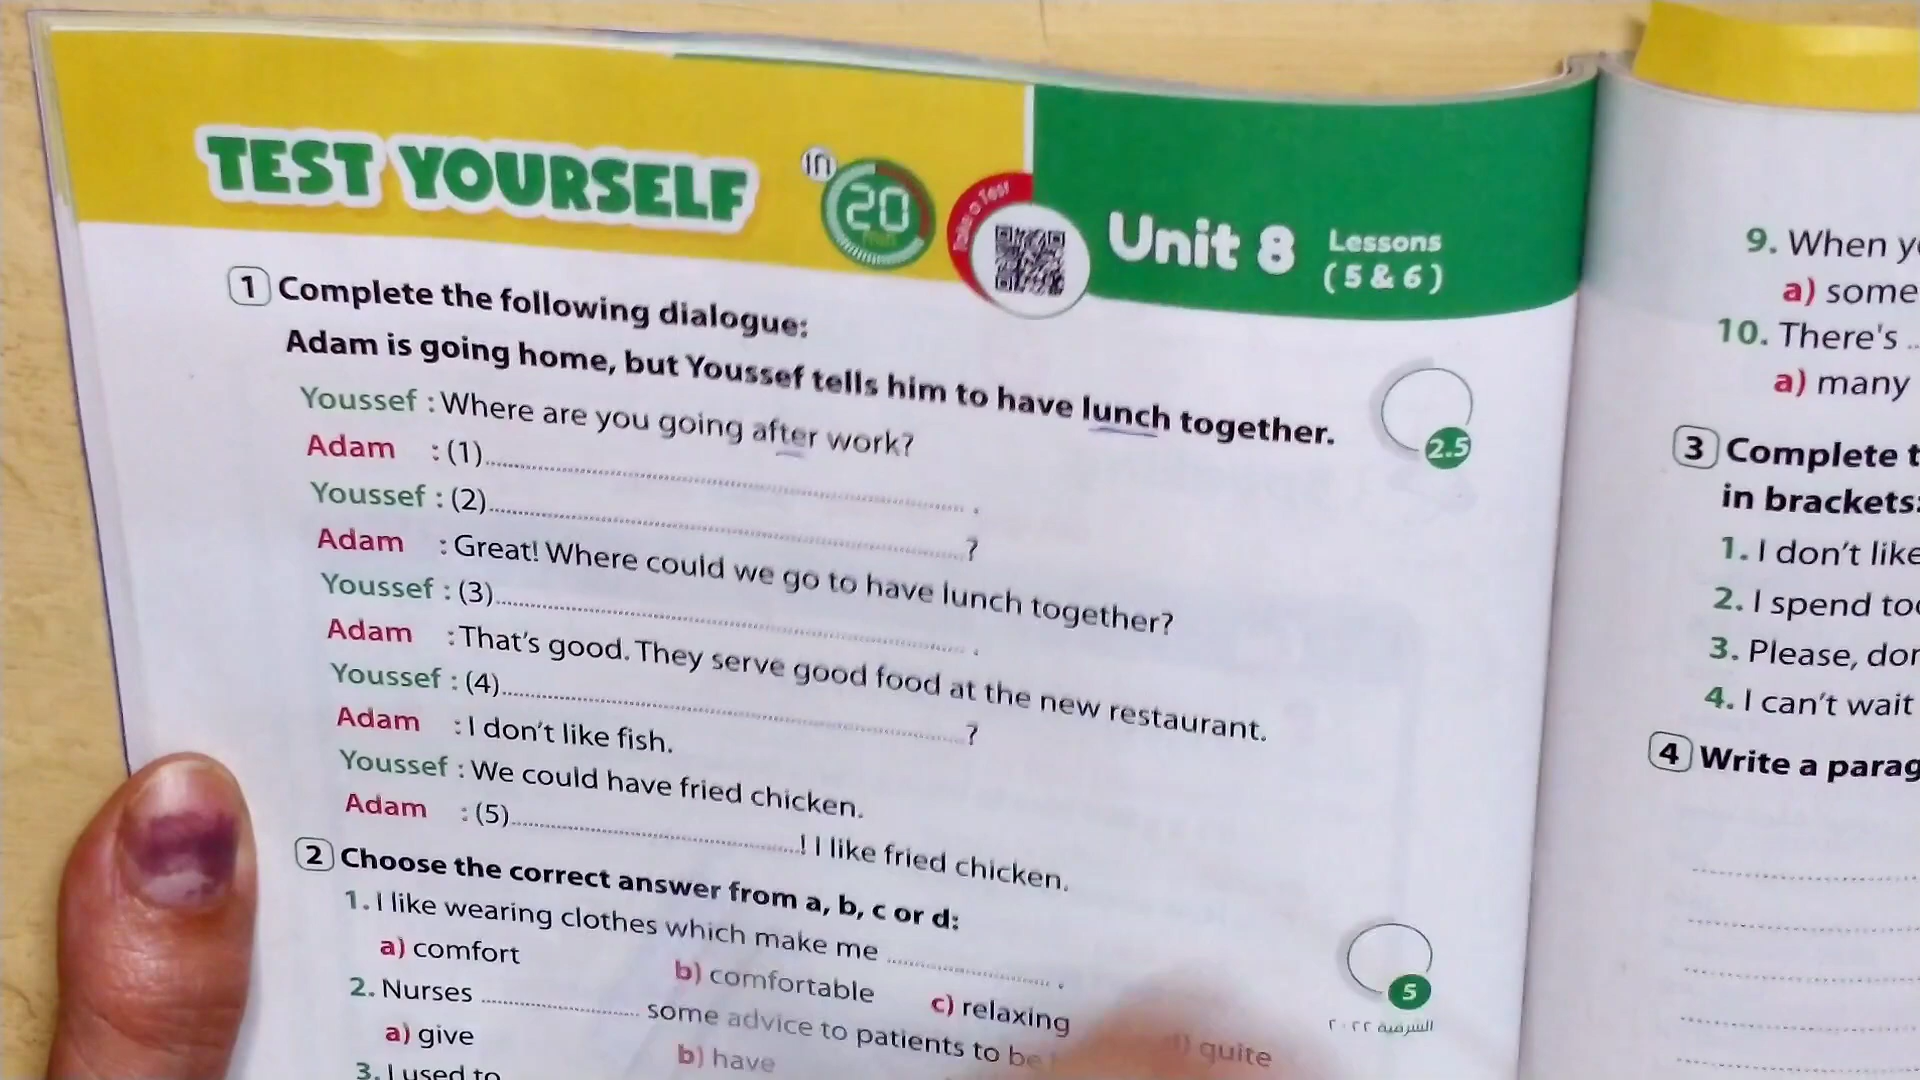 TEST YOURSELF
in 20
Take a Test
Unit 8 Lessons
( 5 & 6 )
1 Complete the following dialogue:
Adam is going home, but Youssef tells him to have lunch together.
2.5
Youssef : Where are you going after work?
Adam : (1)............ .
Youssef : (2)............ ?
Adam : Great! Where could we go to have lunch together?
Youssef : (3)............ .
Adam : That's good. They serve good food at the new restaurant.
Youssef : (4)............ ?
Adam : I don't like fish.
Youssef : We could have fried chicken.
Adam : (5)............! I like fried chicken.
2 Choose the correct answer from a, b, c or d:
5
الشرقية ٢٠٢٢
1. I like wearing clothes which make me ............ .
a) comfort b) comfortable c) relaxing d) quite
2. Nurses ............ some advice to patients to be
a) give b) have
3. I used to
9. When
a) some
10. There's ..
a) many
3 Complete
in brackets:
1. I don't like
2. I spend
3. Please,
4. I can't wait
4 Write a